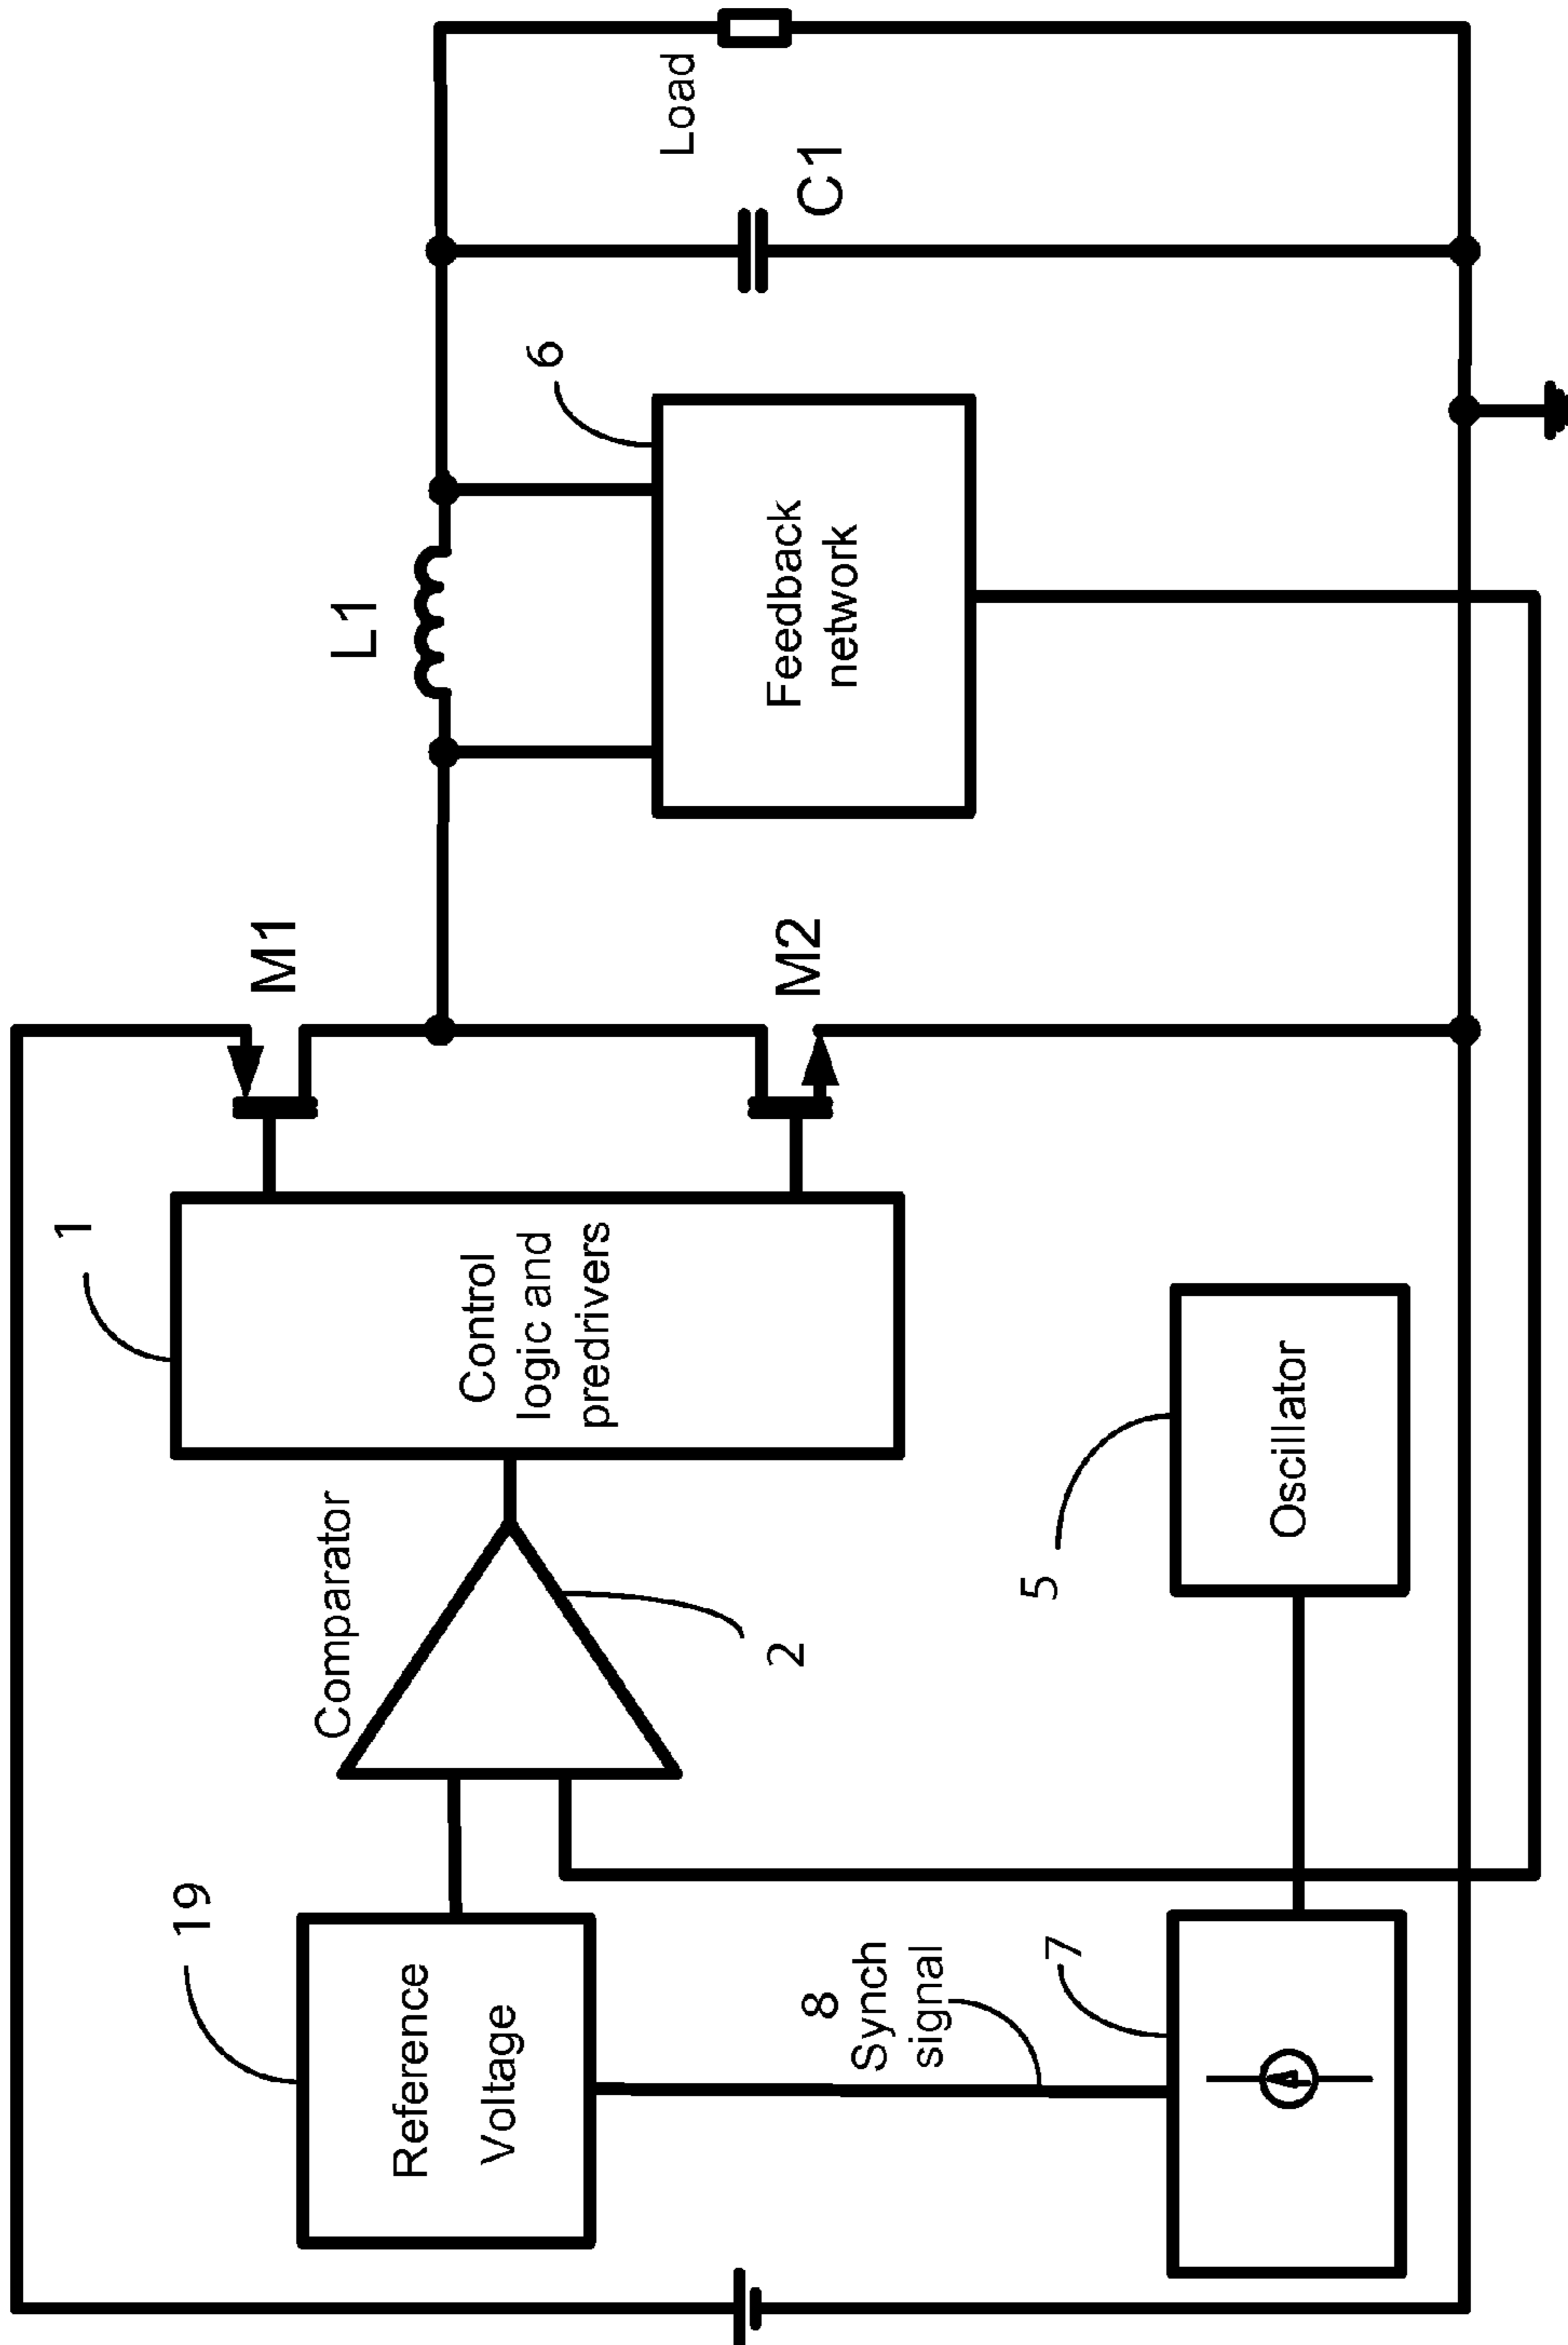 19
Reference
Voltage
Comparator
2
1
Control
logic and
predrivers
M1
M2
L1
6
Feedback
network
C1
Load
8
Synch
signal
7
5
Oscillator